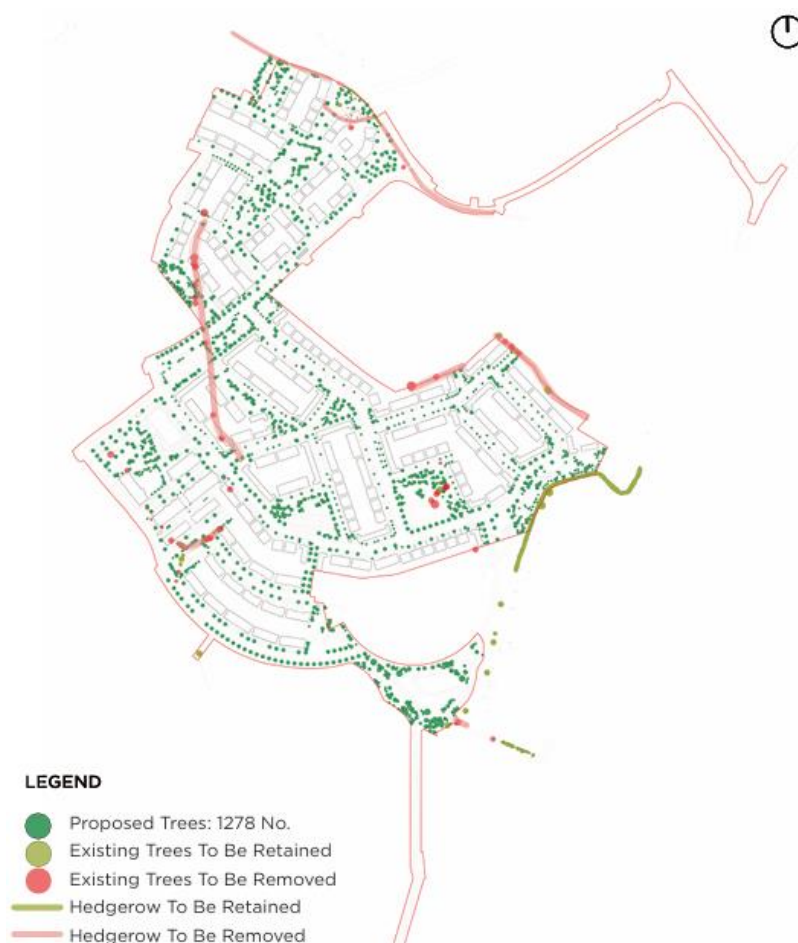 LEGEND
Proposed Trees: 1278 No.
Existing Trees To Be Retained
Existing Trees To Be Removed
Hedgerow To Be Retained
Hedgerow To Be Removed